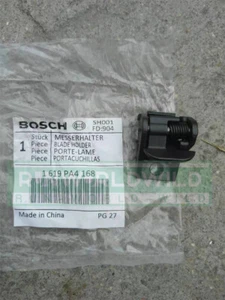 BOSCH SH001
FD:904
Stück MESSERHALTER
1 Piece BLADE HOLDER
Pièce PORTE-LAME
Pieza PORTACUCHILLAS
1 619 PA4 168
Made in China PG 27